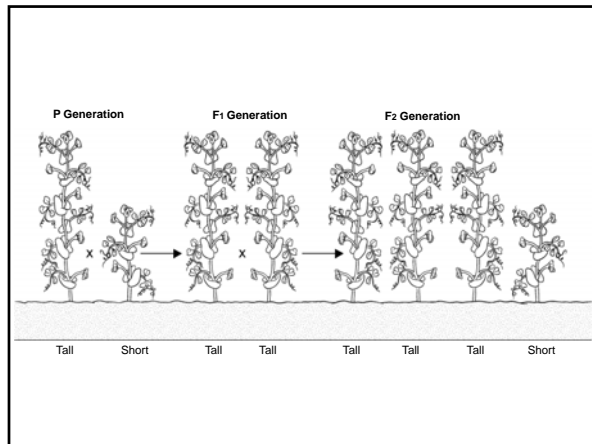 P Generation F1 Generation F2 Generation
x x
Tall Short Tall Tall Tall Tall Tall Short